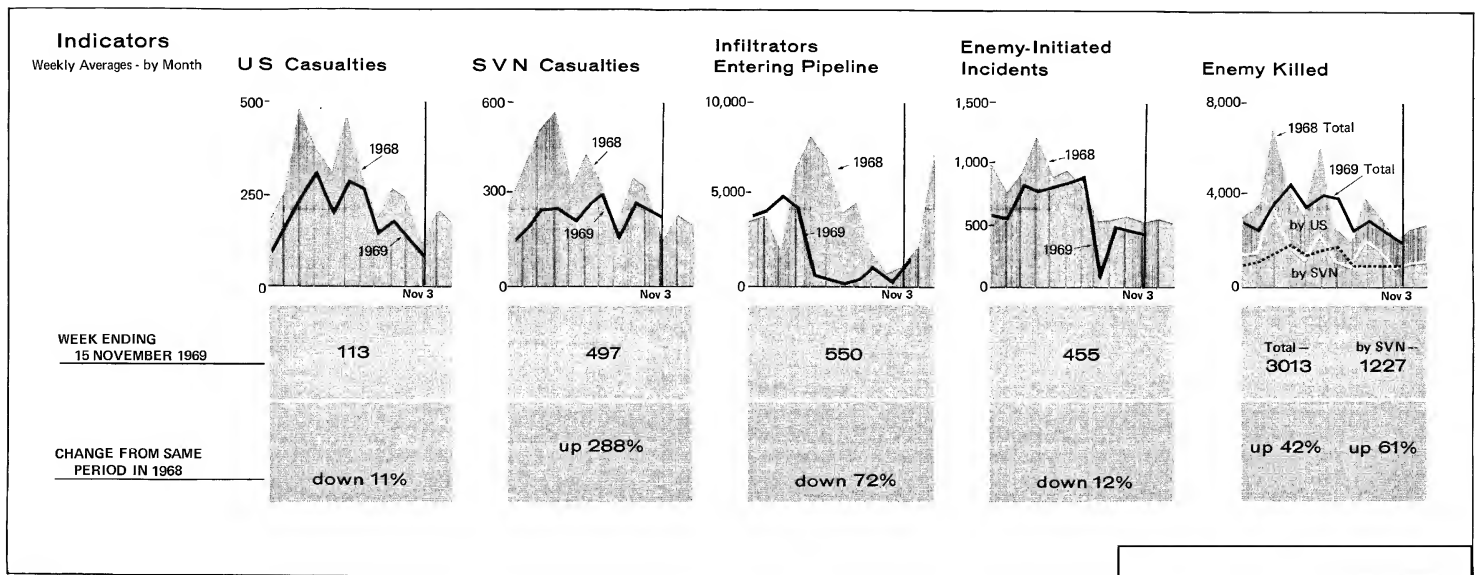 Indicators
Weekly Averages - by Month
US Casualties
500
250
0
1968
1969
Nov 3
SVN Casualties
600
300
0
1968
1969
Nov 3
Infiltrators
Entering Pipeline
10,000
5,000
0
1968
1969
Nov 3
Enemy-Initiated
Incidents
1,500
1,000
500
0
1968
1969
Nov 3
Enemy Killed
8,000
4,000
0
1968 Total
1969 Total
by US
by SVN
Nov 3
WEEK ENDING
15 NOVEMBER 1969
113
497
550
455
Total – by SVN –
3013 1227
CHANGE FROM SAME
PERIOD IN 1968
down 11%
up 288%
down 72%
down 12%
up 42% up 61%